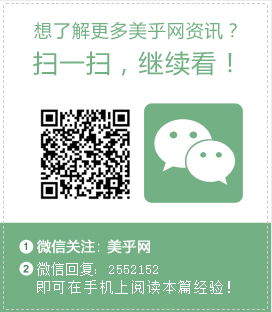 想了解更多美乎网资讯？
扫一扫，继续看！
1 微信关注：美乎网
2 微信回复：2552152
即可在手机上阅读本篇经验！